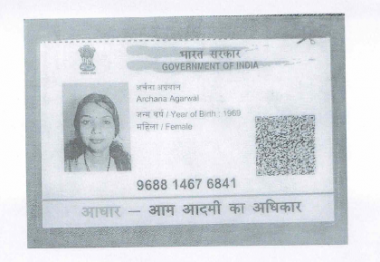 भारत सरकार
GOVERNMENT OF INDIA
अर्चना अग्रवाल
Archana Agarwal
जन्म वर्ष / Year of Birth : 1969
महिला / Female
9688 1467 6841
आधार — आम आदमी का अधिकार